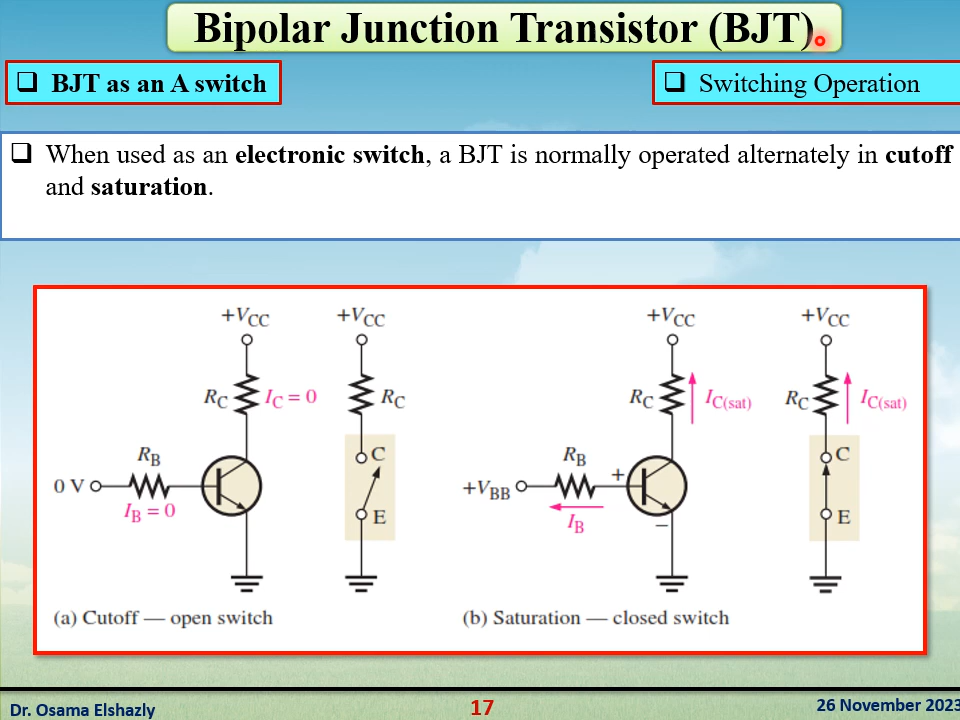 Bipolar Junction Transistor (BJT)
❑ BJT as an A switch
❑ Switching Operation
❑ When used as an electronic switch, a BJT is normally operated alternately in cutoff
and saturation.
+VCC
+VCC
RC
IC = 0
RC
RB
0 V
IB = 0
C
E
(a) Cutoff — open switch
+VCC
+VCC
RC
IC(sat)
RC
IC(sat)
RB
+VBB
+
–
IB
C
E
(b) Saturation — closed switch
Dr. Osama Elshazly
17
26 November 2023